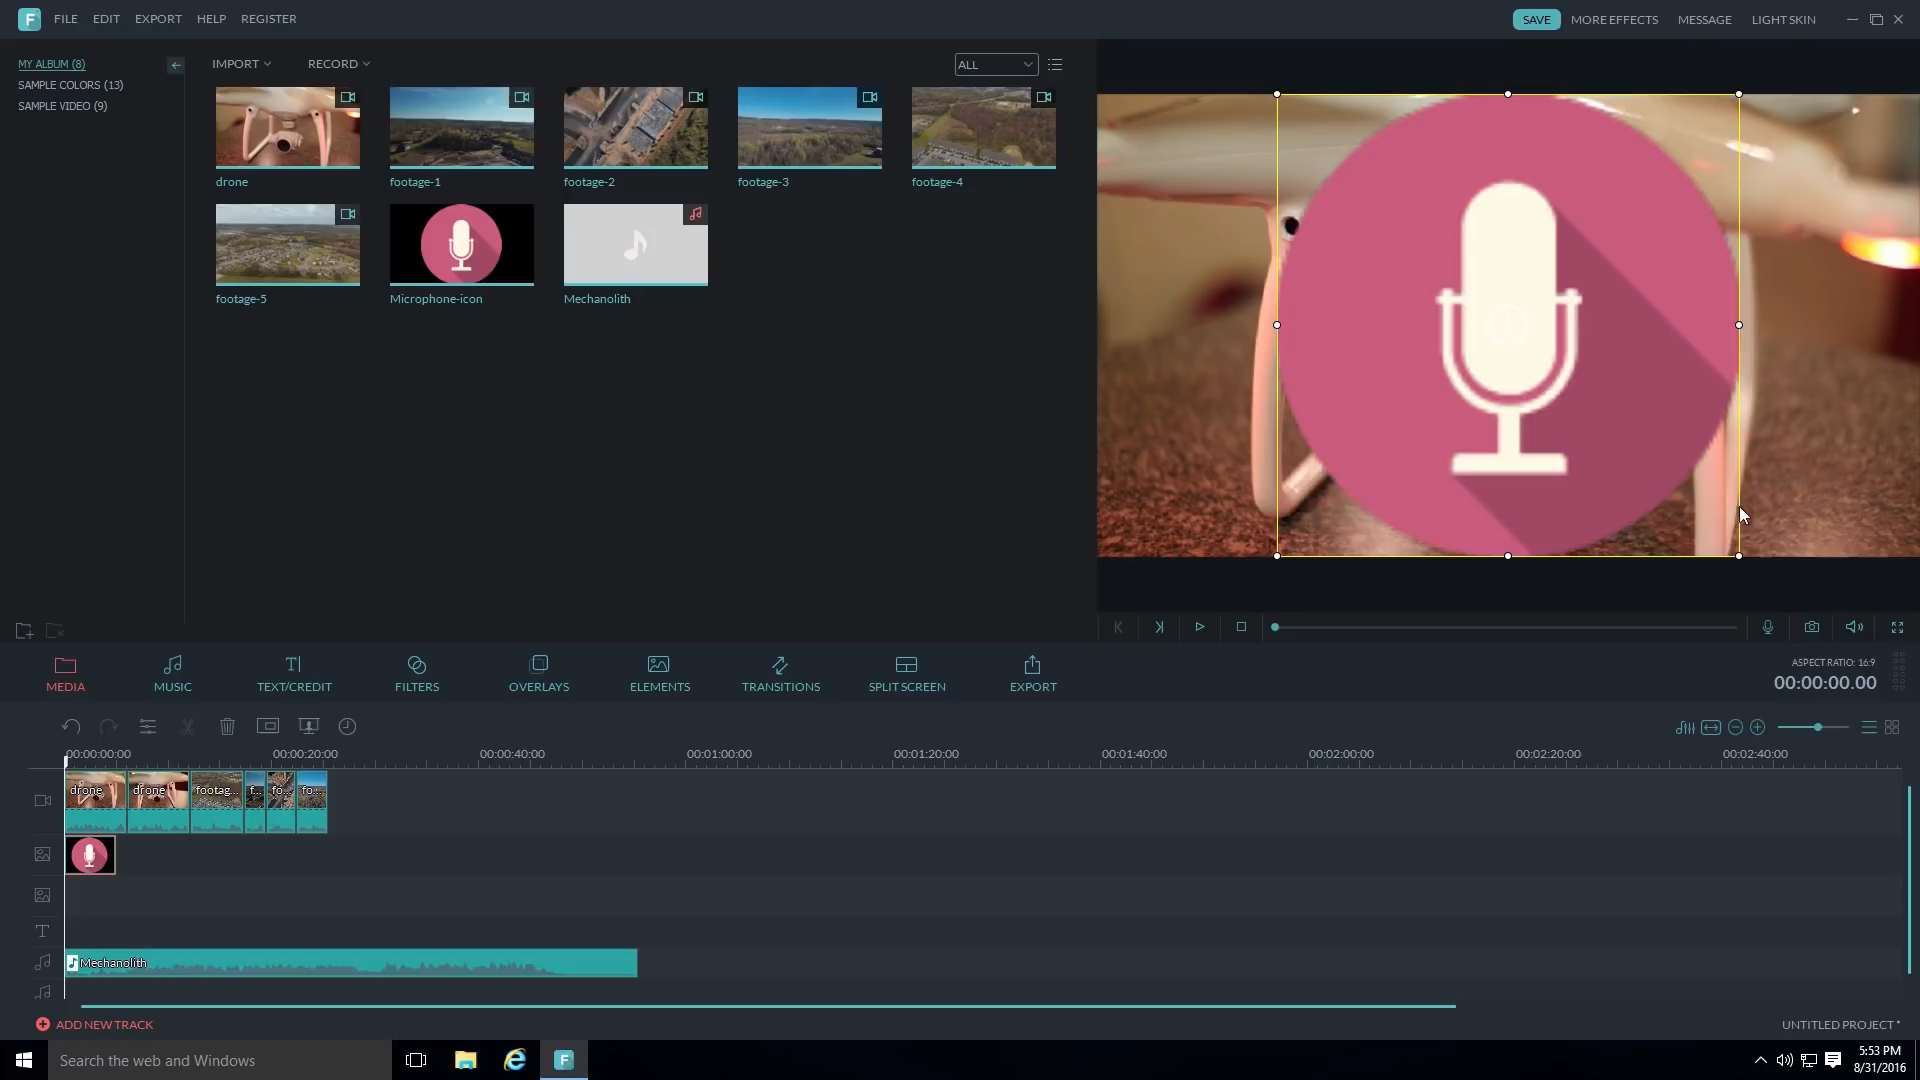 F FILE EDIT EXPORT HELP REGISTER
SAVE MORE EFFECTS MESSAGE LIGHT SKIN
MY ALBUM (8)
SAMPLE COLORS (13)
SAMPLE VIDEO (9)
IMPORT RECORD ALL
drone footage-1 footage-2 footage-3 footage-4
footage-5 Microphone-icon Mechanolith
MEDIA MUSIC TEXT/CREDIT FILTERS OVERLAYS ELEMENTS TRANSITIONS SPLIT SCREEN EXPORT
ASPECT RATIO: 16:9
00:00:00.00
00:00:00:00 00:00:20:00 00:00:40:00 00:01:00:00 00:01:20:00 00:01:40:00 00:02:00:00 00:02:20:00 00:02:40:00
drone drone footag... f... fo... fo...
T
Mechanolith
ADD NEW TRACK
UNTITLED PROJECT *
Search the web and Windows
F
5:53 PM
8/31/2016